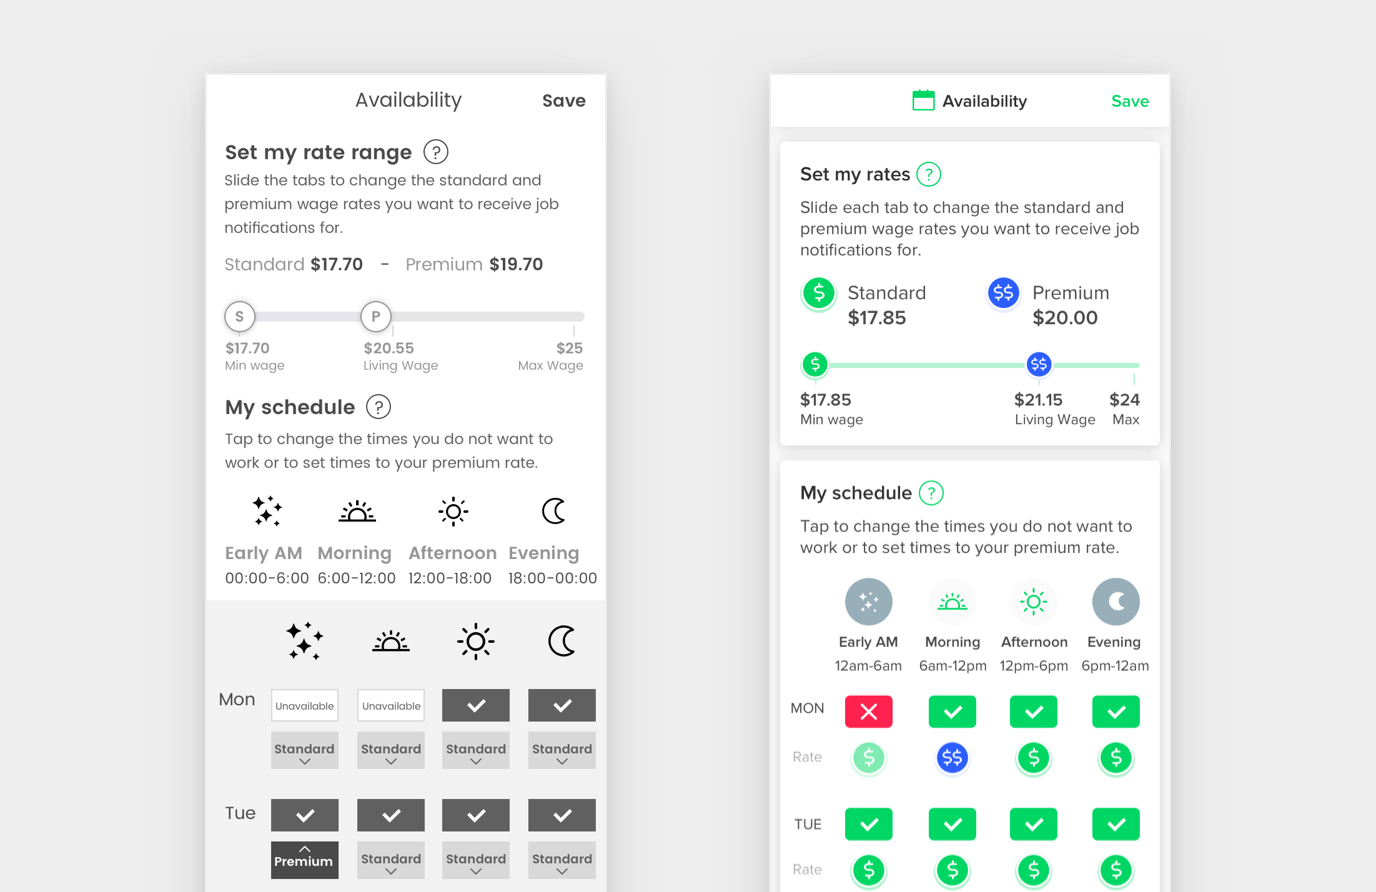 Availability Save
Set my rate range ?
Slide the tabs to change the standard and
premium wage rates you want to receive job
notifications for.
Standard $17.70 - Premium $19.70
S P
$17.70 $20.55 $25
Min wage Living Wage Max Wage
My schedule ?
Tap to change the times you do not want to
work or to set times to your premium rate.
Early AM Morning Afternoon Evening
00:00-6:00 6:00-12:00 12:00-18:00 18:00-00:00
Mon Unavailable Unavailable
Standard Standard Standard Standard
Tue
Premium Standard Standard Standard
Availability Save
Set my rates ?
Slide each tab to change the standard and
premium wage rates you want to receive job
notifications for.
$ Standard $$ Premium
$17.85 $20.00
$ $$
$17.85 $21.15 $24
Min wage Living Wage Max
My schedule ?
Tap to change the times you do not want to
work or to set times to your premium rate.
Early AM Morning Afternoon Evening
12am-6am 6am-12pm 12pm-6pm 6pm-12am
MON
Rate $ $$ $ $
TUE
Rate $ $ $ $